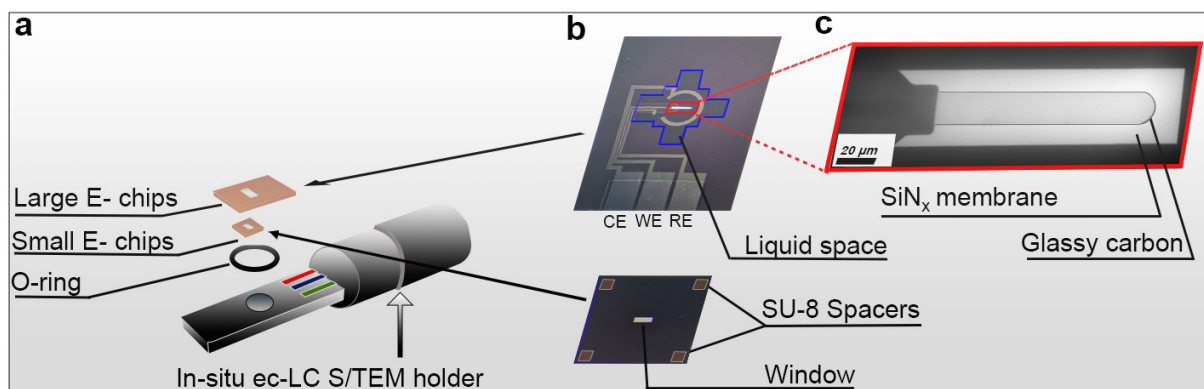 a
b
c
Large E- chips
Small E- chips
O-ring
In-situ ec-LC S/TEM holder
CE WE RE
Liquid space
20 µm
SiNx membrane
Glassy carbon
SU-8 Spacers
Window